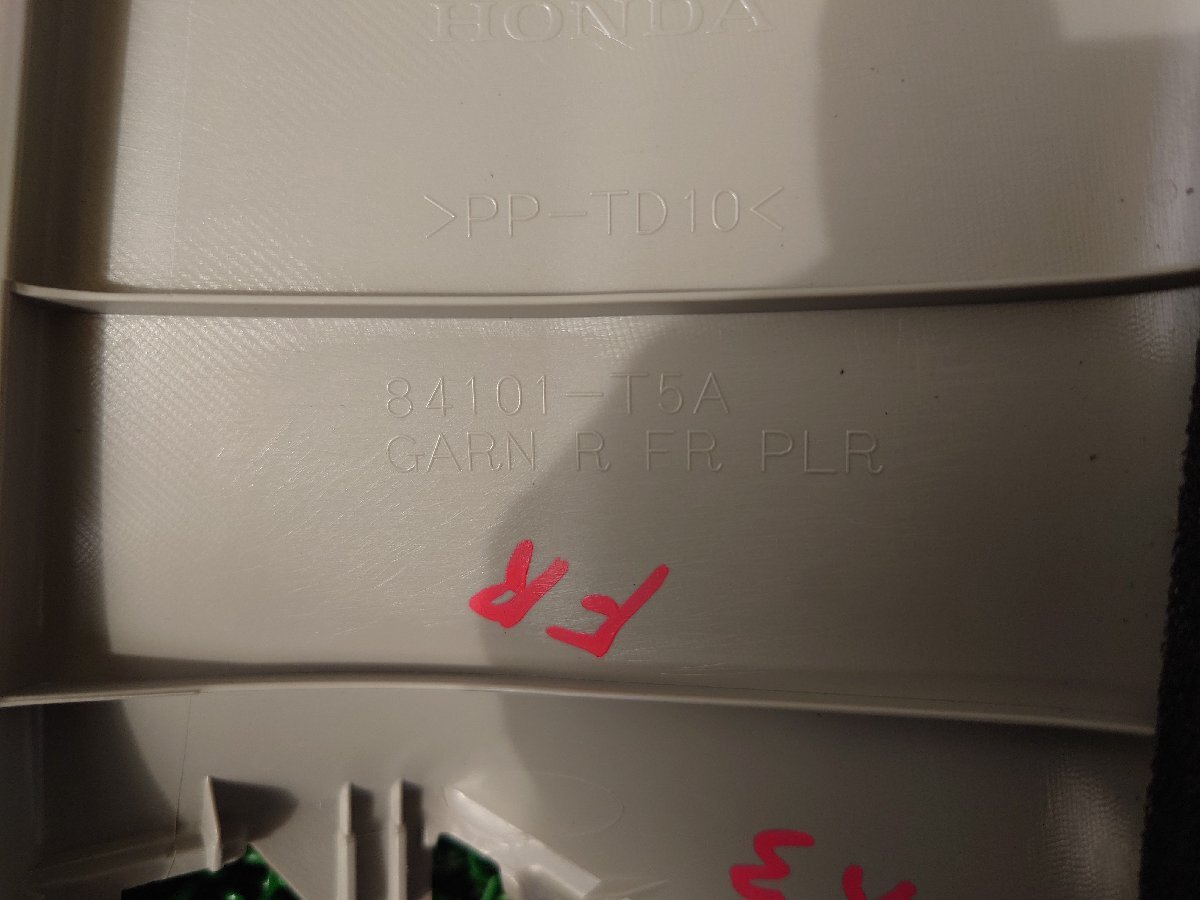 HONDA
>PP-TD10<
84101-T5A
GARN R FR PLR
FR